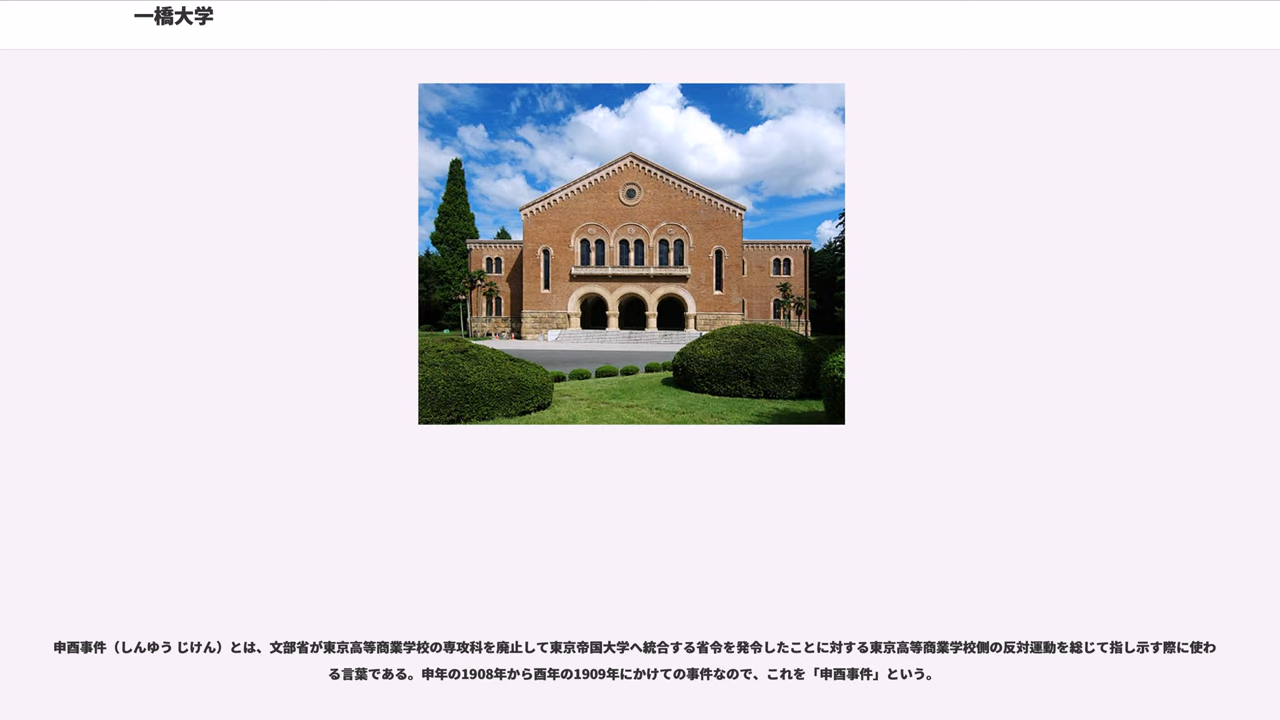 一橋大学
申酉事件（しんゆう じけん）とは、文部省が東京高等商業学校の専攻科を廃止して東京帝国大学へ統合する省令を発令したことに対する東京高等商業学校側の反対運動を総じて指し示す際に使わ
る言葉である。申年の1908年から酉年の1909年にかけての事件なので、これを「申酉事件」という。